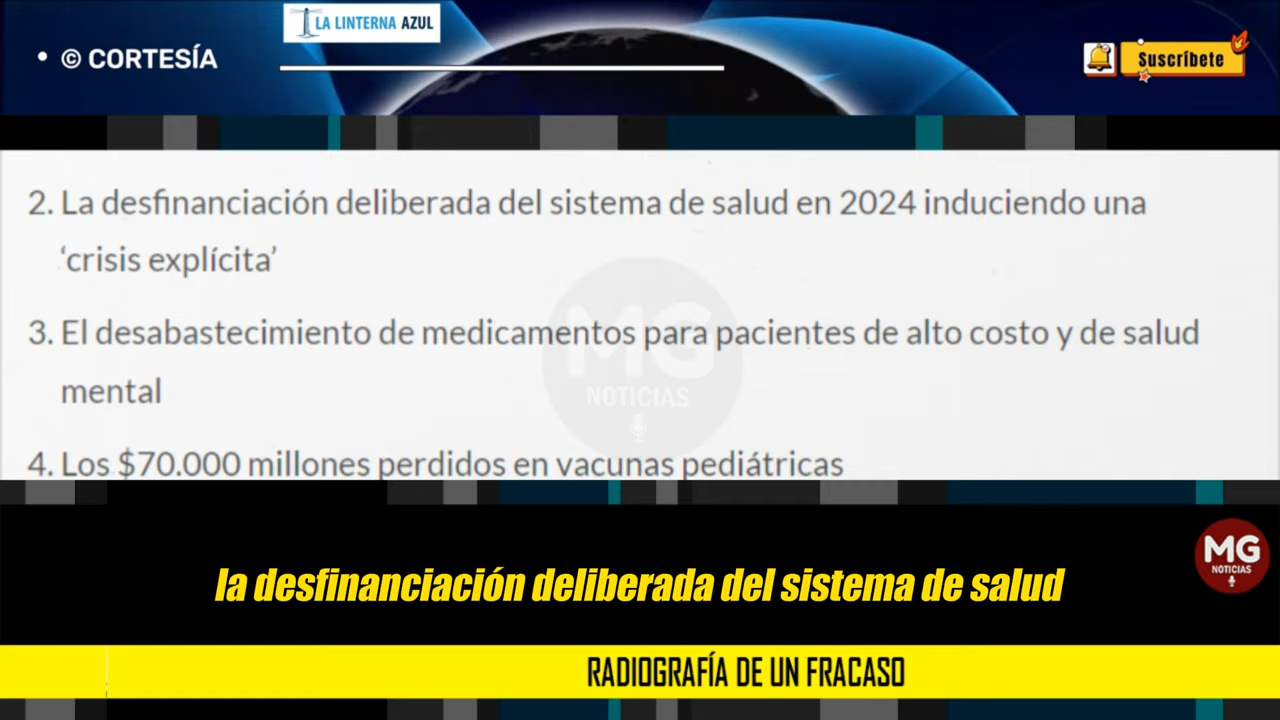 LA LINTERNA AZUL
• © CORTESÍA
Suscríbete
2. La desfinanciación deliberada del sistema de salud en 2024 induciendo una
‘crisis explícita’
3. El desabastecimiento de medicamentos para pacientes de alto costo y de salud
mental
4. Los $70.000 millones perdidos en vacunas pediátricas
MG
NOTICIAS
la desfinanciación deliberada del sistema de salud
MG
NOTICIAS
RADIOGRAFÍA DE UN FRACASO